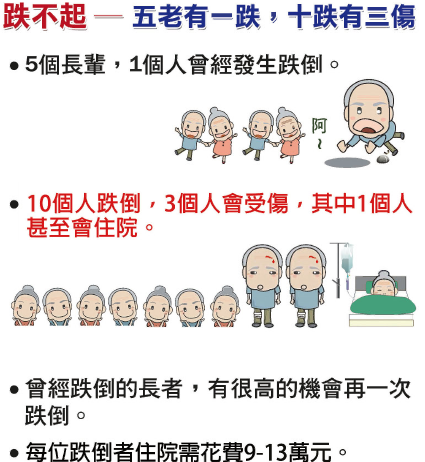 跌不起 — 五老有一跌，十跌有三傷
● 5個長輩，1個人曾經發生跌倒。
阿~
● 10個人跌倒，3個人會受傷，其中1個人
甚至會住院。
● 曾經跌倒的長者，有很高的機會再一次
跌倒。
● 每位跌倒者住院需花費9-13萬元。